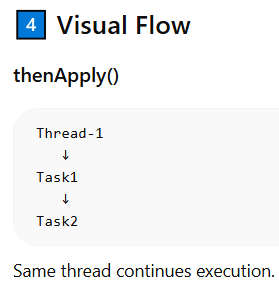 4 Visual Flow
thenApply()
Thread-1
↓
Task1
↓
Task2
Same thread continues execution.